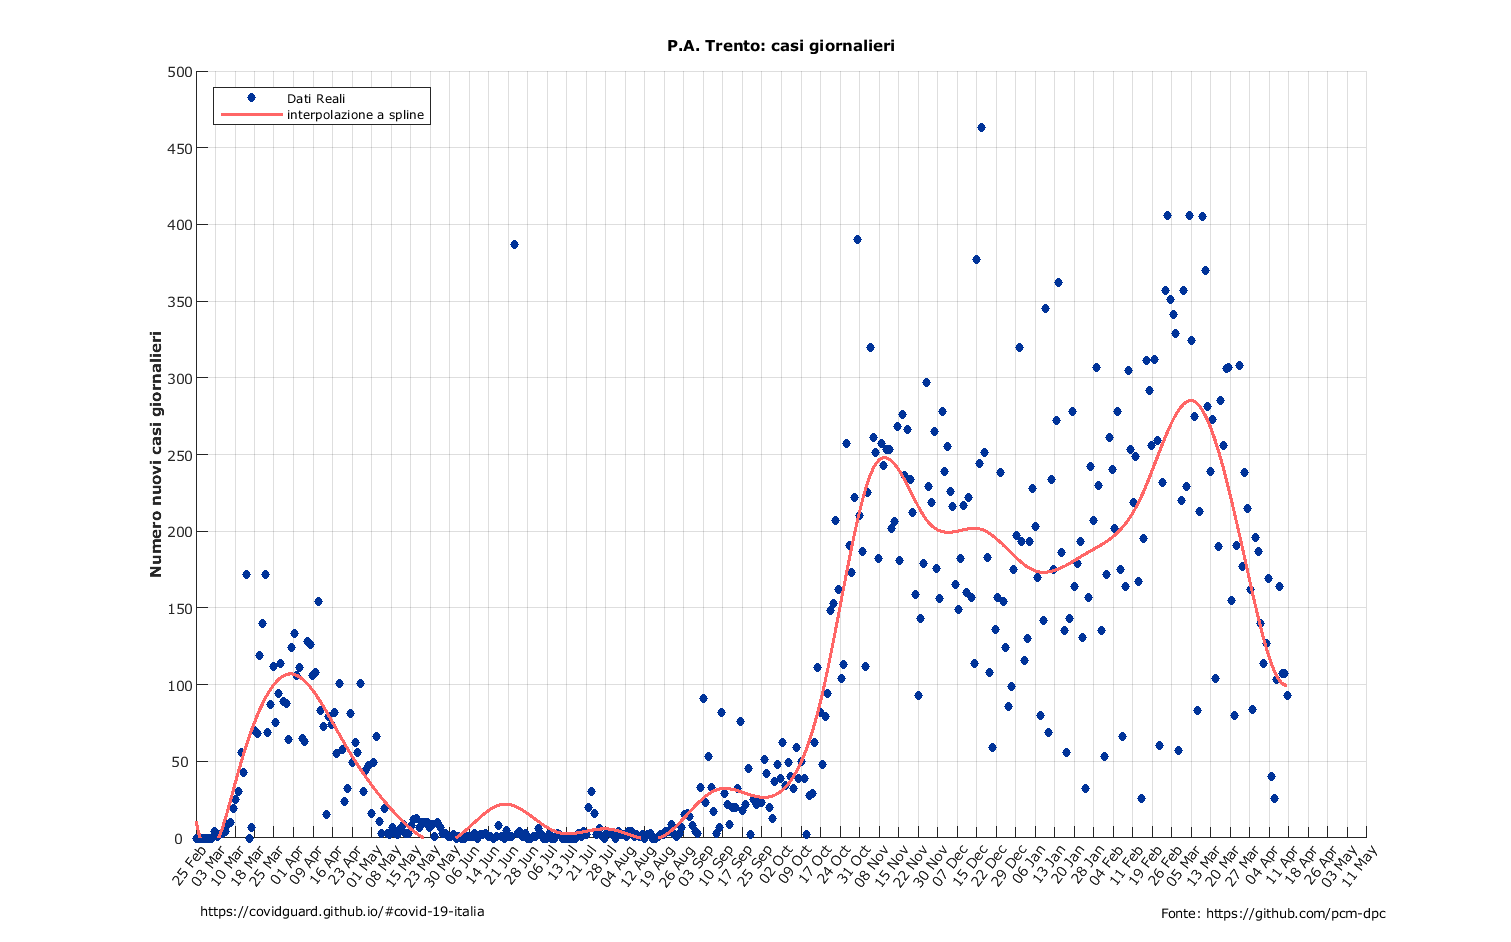 P.A. Trento: casi giornalieri
500
450
400
350
300
250
200
150
100
50
0
Numero nuovi casi giornalieri
Dati Reali
interpolazione a spline
25 Feb
03 Mar
10 Mar
18 Mar
25 Mar
01 Apr
09 Apr
16 Apr
23 Apr
01 May
08 May
15 May
23 May
30 May
06 Jun
14 Jun
21 Jun
28 Jun
06 Jul
13 Jul
21 Jul
28 Jul
04 Aug
12 Aug
19 Aug
26 Aug
03 Sep
10 Sep
17 Sep
25 Sep
02 Oct
09 Oct
17 Oct
24 Oct
31 Oct
08 Nov
15 Nov
22 Nov
30 Nov
07 Dec
15 Dec
22 Dec
29 Dec
06 Jan
13 Jan
20 Jan
28 Jan
04 Feb
11 Feb
19 Feb
26 Feb
05 Mar
13 Mar
20 Mar
27 Mar
04 Apr
11 Apr
18 Apr
26 Apr
03 May
11 May
https://covidguard.github.io/#covid-19-italia
Fonte: https://github.com/pcm-dpc